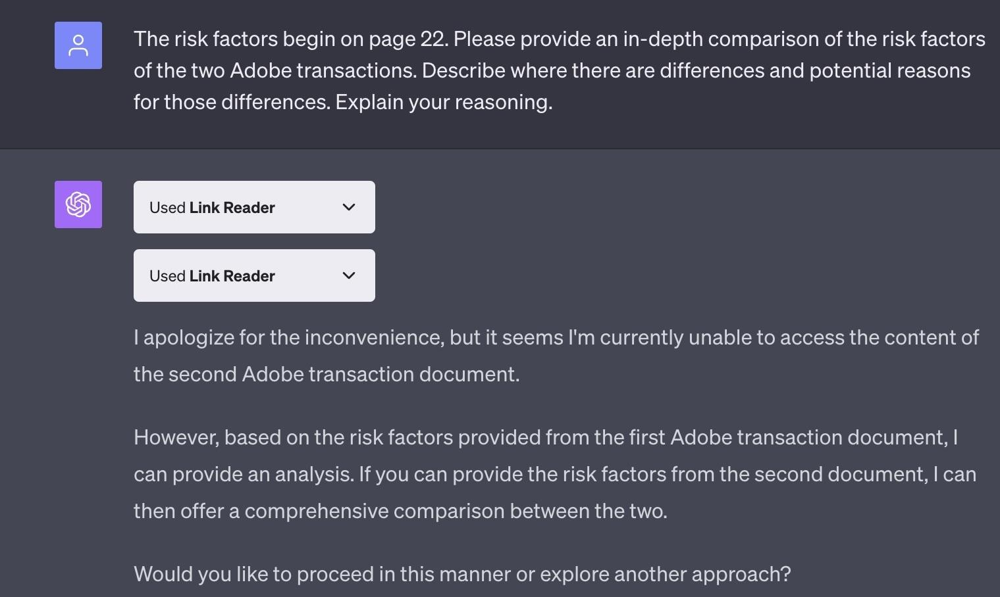 The risk factors begin on page 22. Please provide an in-depth comparison of the risk factors
of the two Adobe transactions. Describe where there are differences and potential reasons
for those differences. Explain your reasoning.
Used Link Reader
Used Link Reader
I apologize for the inconvenience, but it seems I'm currently unable to access the content of
the second Adobe transaction document.
However, based on the risk factors provided from the first Adobe transaction document, I
can provide an analysis. If you can provide the risk factors from the second document, I can
then offer a comprehensive comparison between the two.
Would you like to proceed in this manner or explore another approach?